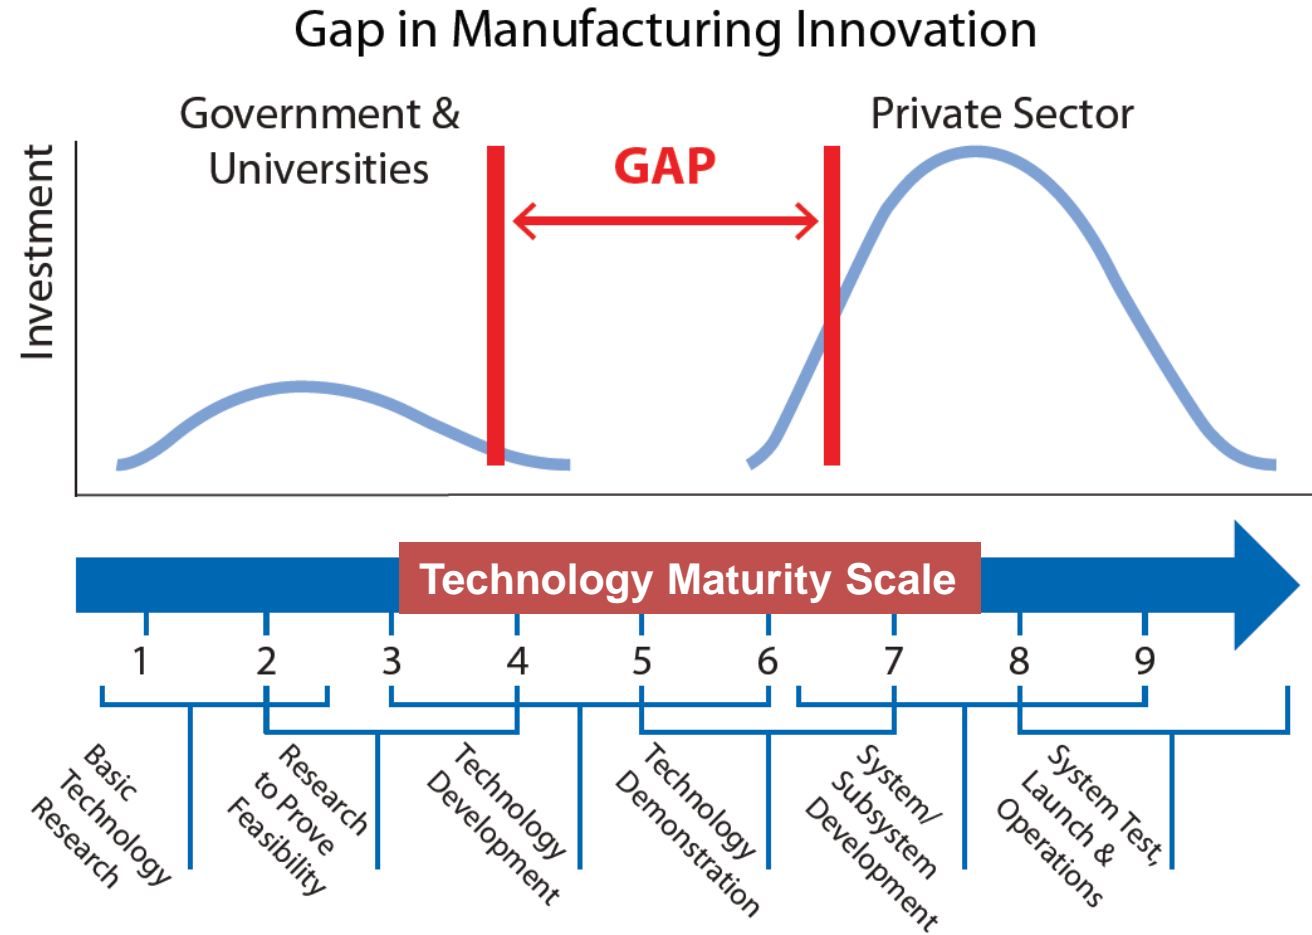 Gap in Manufacturing Innovation
Government &
Universities
GAP
Private Sector
Investment
Technology Maturity Scale
1 2 3 4 5 6 7 8 9
Basic
Technology
Research
Research
to Prove
Feasibility
Technology
Development
Technology
Demonstration
System/
Subsystem
Development
System Test,
Launch &
Operations